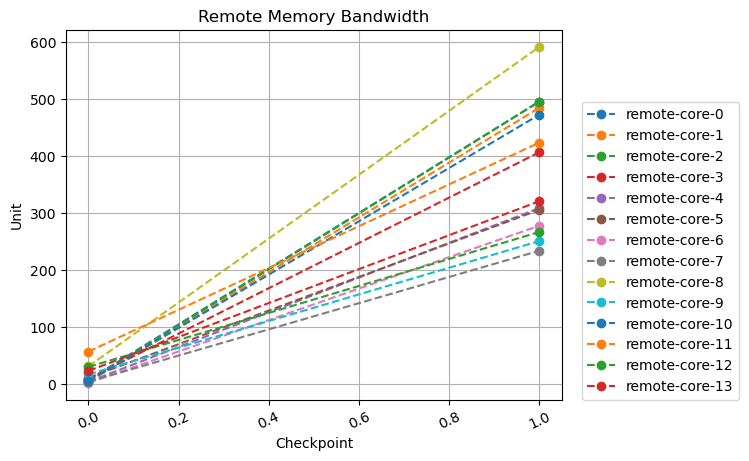 Remote Memory Bandwidth
600
500
400
300
200
100
0
Unit
0.0
0.2
0.4
0.6
0.8
1.0
Checkpoint
remote-core-0
remote-core-1
remote-core-2
remote-core-3
remote-core-4
remote-core-5
remote-core-6
remote-core-7
remote-core-8
remote-core-9
remote-core-10
remote-core-11
remote-core-12
remote-core-13